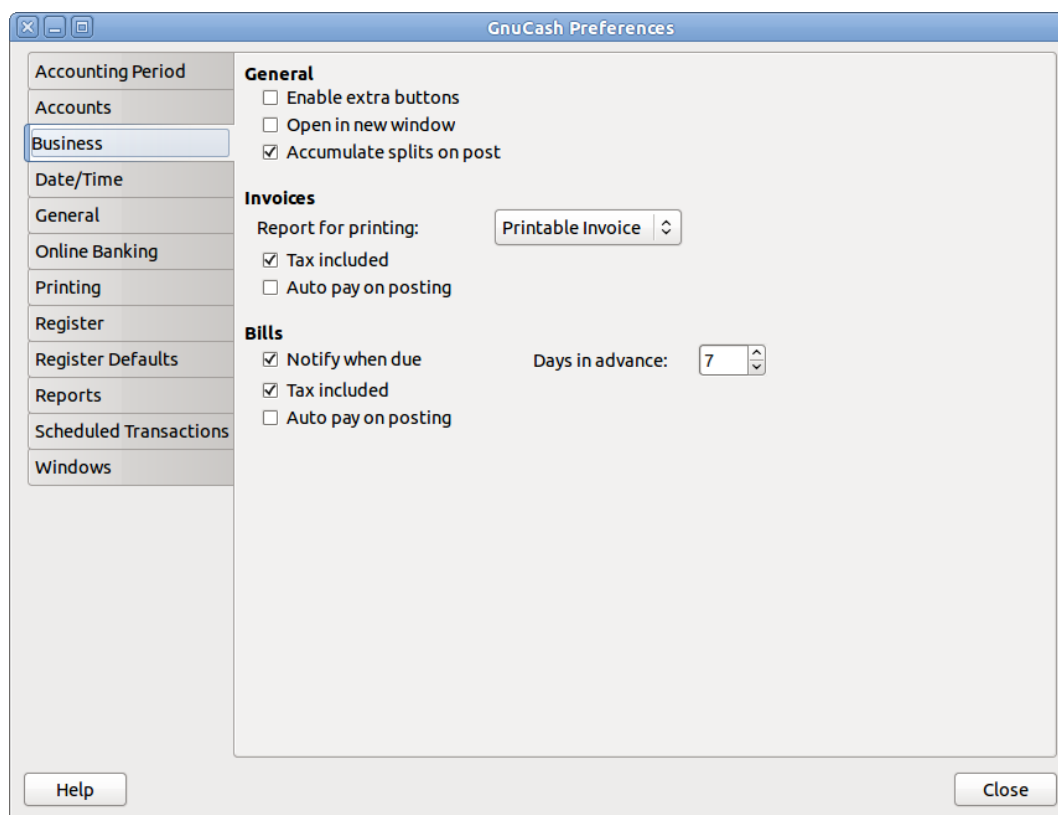 GnuCash Preferences
Accounting Period
Accounts
Business
Date/Time
General
Online Banking
Printing
Register
Register Defaults
Reports
Scheduled Transactions
Windows
General
Enable extra buttons
Open in new window
Accumulate splits on post
Invoices
Report for printing: Printable Invoice
Tax included
Auto pay on posting
Bills
Notify when due Days in advance: 7
Tax included
Auto pay on posting
Help Close